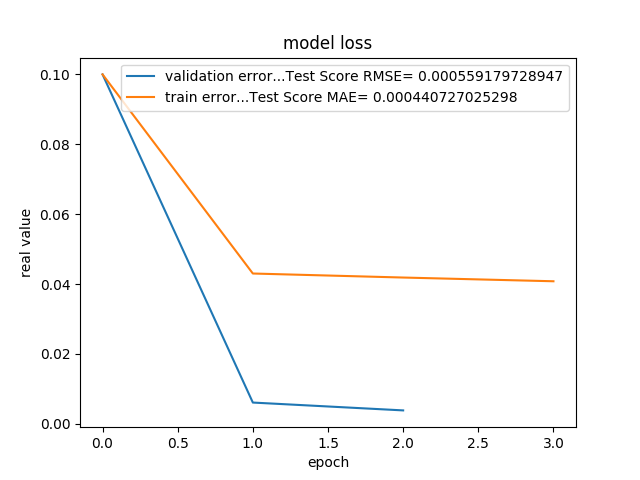 model loss
validation error...Test Score RMSE= 0.000559179728947
train error...Test Score MAE= 0.000440727025298
0.10
0.08
0.06
0.04
0.02
0.00
real value
0.0 0.5 1.0 1.5 2.0 2.5 3.0
epoch